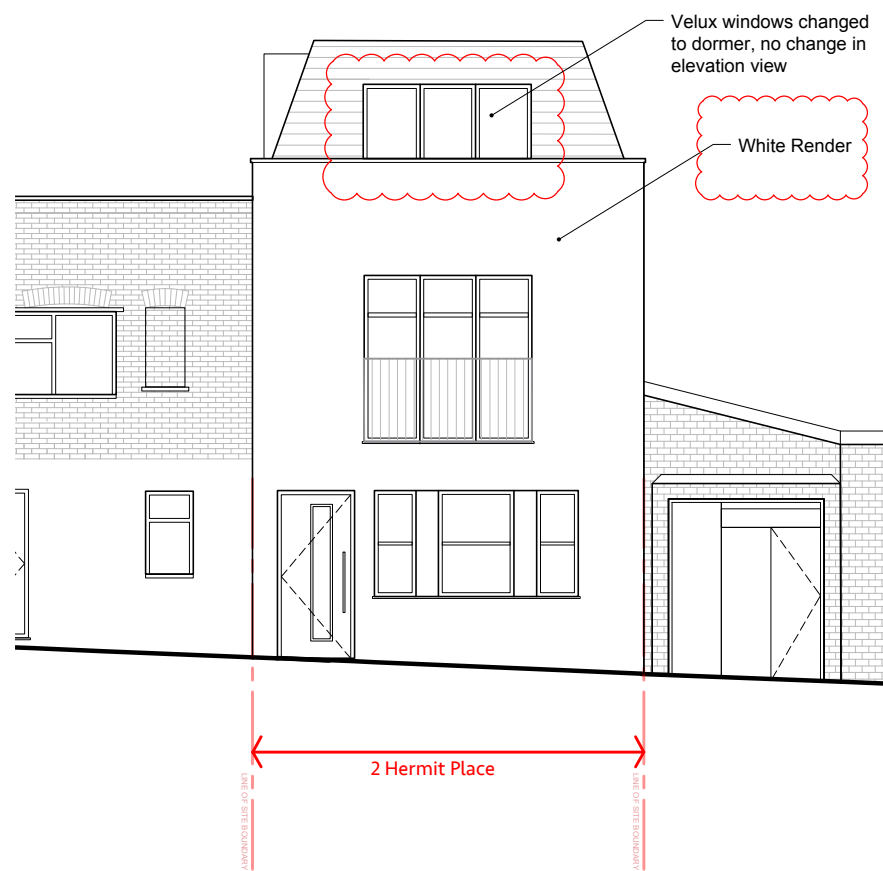 Velux windows changed
to dormer, no change in
elevation view
White Render
2 Hermit Place
LINE OF SITE BOUNDARY
LINE OF SITE BOUNDARY